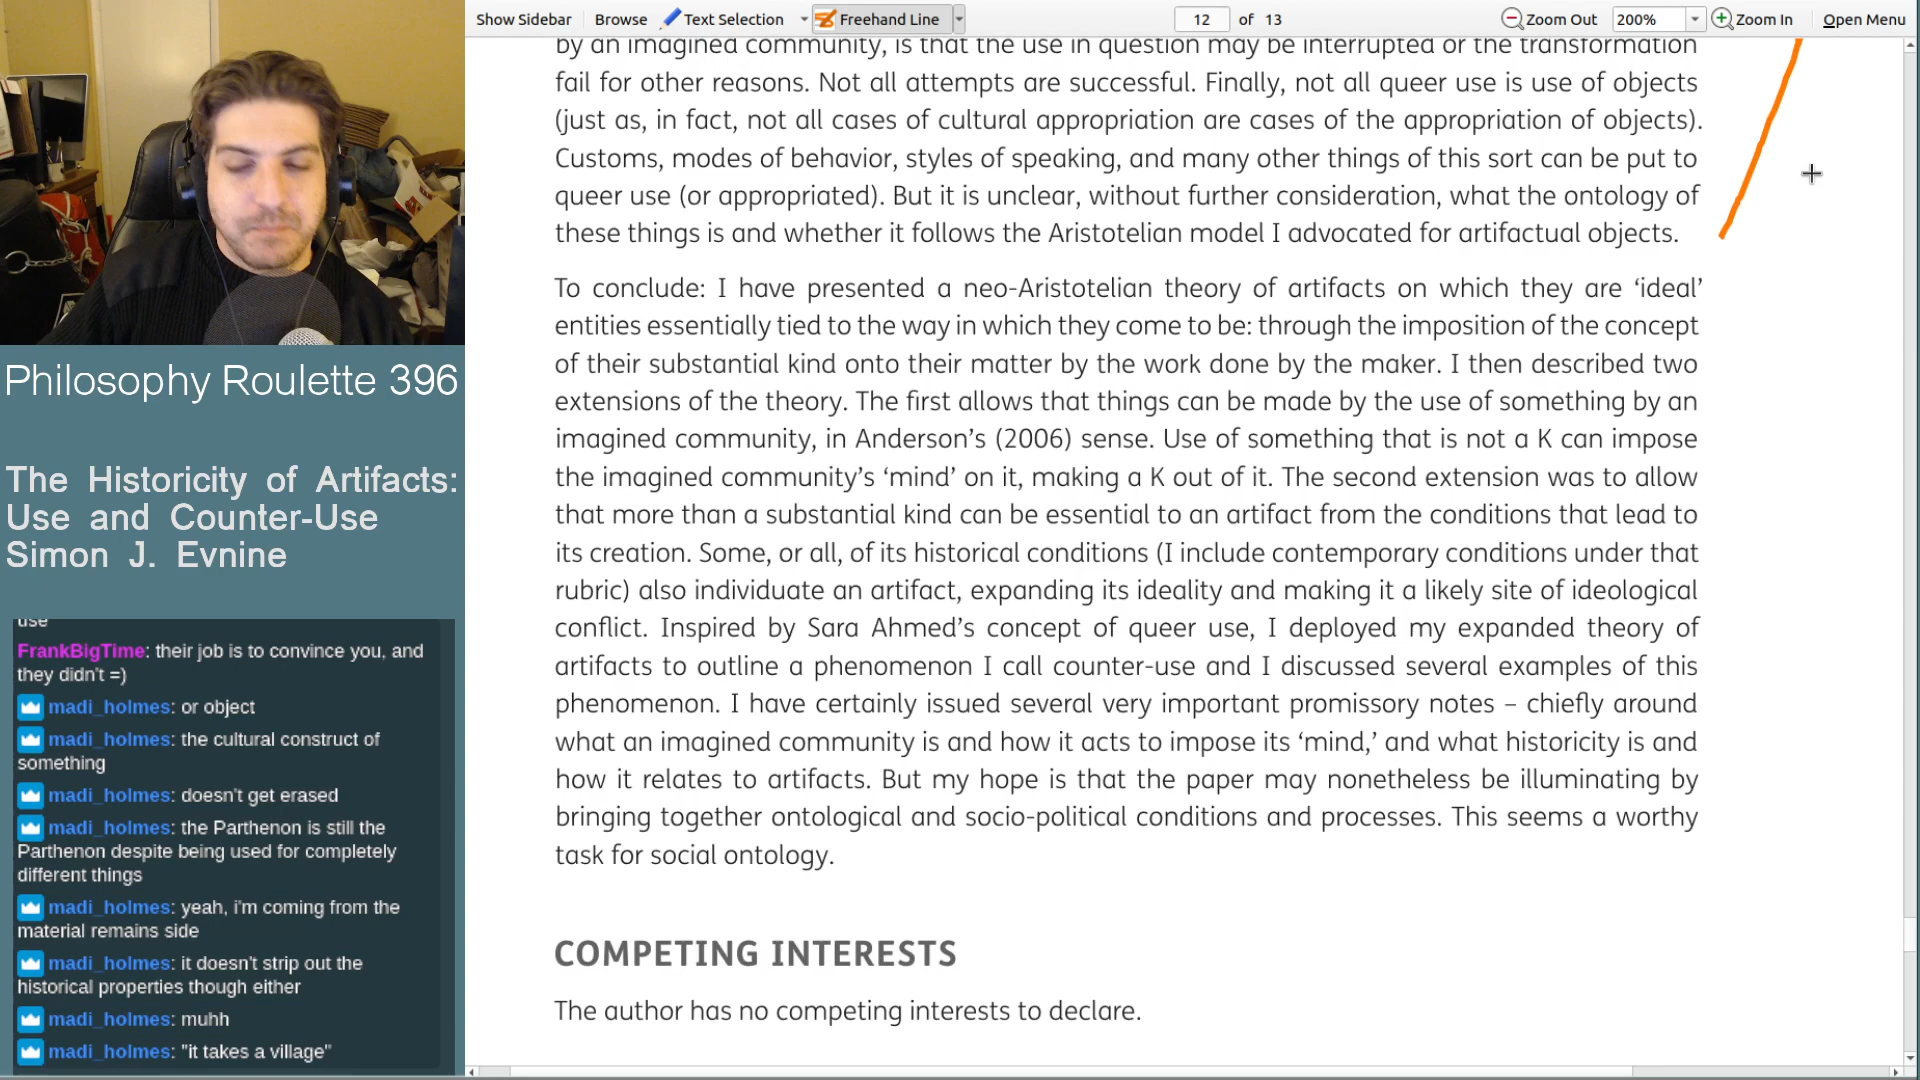 Show Sidebar Browse Text Selection Freehand Line 12 of 13 Zoom Out 200% Zoom In Open Menu
by an imagined community, is that the use in question may be interrupted or the transformation
fail for other reasons. Not all attempts are successful. Finally, not all queer use is use of objects
(just as, in fact, not all cases of cultural appropriation are cases of the appropriation of objects).
Customs, modes of behavior, styles of speaking, and many other things of this sort can be put to
queer use (or appropriated). But it is unclear, without further consideration, what the ontology of
these things is and whether it follows the Aristotelian model I advocated for artifactual objects.
To conclude: I have presented a neo-Aristotelian theory of artifacts on which they are ‘ideal’
entities essentially tied to the way in which they come to be: through the imposition of the concept
of their substantial kind onto their matter by the work done by the maker. I then described two
extensions of the theory. The first allows that things can be made by the use of something by an
imagined community, in Anderson’s (2006) sense. Use of something that is not a K can impose
the imagined community’s ‘mind’ on it, making a K out of it. The second extension was to allow
that more than a substantial kind can be essential to an artifact from the conditions that lead to
its creation. Some, or all, of its historical conditions (I include contemporary conditions under that
rubric) also individuate an artifact, expanding its ideality and making it a likely site of ideological
conflict. Inspired by Sara Ahmed’s concept of queer use, I deployed my expanded theory of
artifacts to outline a phenomenon I call counter-use and I discussed several examples of this
phenomenon. I have certainly issued several very important promissory notes – chiefly around
what an imagined community is and how it acts to impose its ‘mind,’ and what historicity is and
how it relates to artifacts. But my hope is that the paper may nonetheless be illuminating by
bringing together ontological and socio-political conditions and processes. This seems a worthy
task for social ontology.
COMPETING INTERESTS
The author has no competing interests to declare.
Philosophy Roulette 396
The Historicity of Artifacts:
Use and Counter-Use
Simon J. Evnine
use
FrankBigTime: their job is to convince you, and
they didn't =)
madi_holmes: or object
madi_holmes: the cultural construct of
something
madi_holmes: doesn't get erased
madi_holmes: the Parthenon is still the
Parthenon despite being used for completely
different things
madi_holmes: yeah, i'm coming from the
material remains side
madi_holmes: it doesn't strip out the
historical properties though either
madi_holmes: muhh
madi_holmes: "it takes a village"